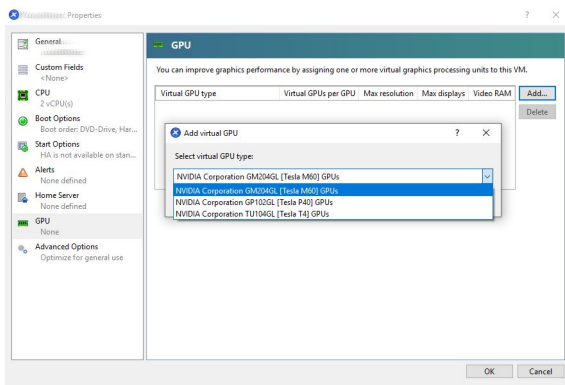 Properties
General
Custom Fields
<None>
CPU
2 vCPU(s)
Boot Options
Boot order: DVD-Drive, Har...
Start Options
HA is not available on stan...
Alerts
None defined
Home Server
None defined
GPU
None
Advanced Options
Optimize for general use
GPU
You can improve graphics performance by assigning one or more virtual graphics processing units to this VM.
Virtual GPU type Virtual GPUs per GPU Max resolution Max displays Video RAM
Add...
Delete
Add virtual GPU
Select virtual GPU type:
NVIDIA Corporation GM204GL [Tesla M60] GPUs
NVIDIA Corporation GM204GL [Tesla M60] GPUs
NVIDIA Corporation GP102GL [Tesla P40] GPUs
NVIDIA Corporation TU104GL [Tesla T4] GPUs
OK Cancel